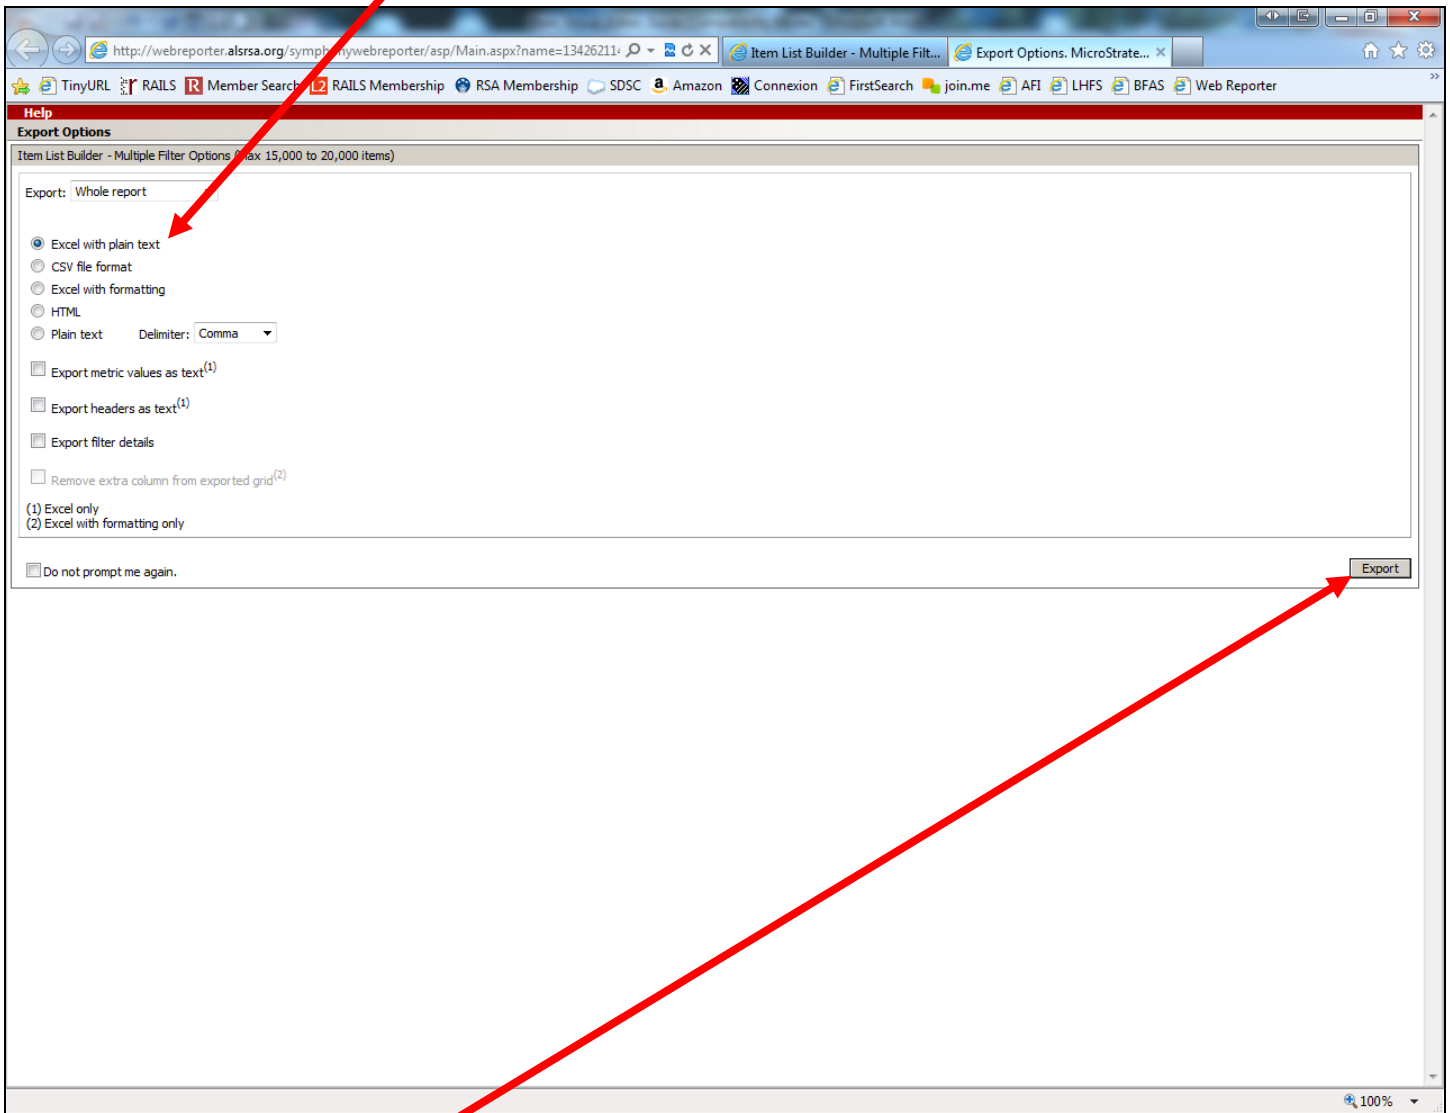 http://webreporter.alsrsa.org/symph nywebreporter/asp/Main.aspx?name=13426211
Item List Builder - Multiple Filt...
Export Options. MicroStrate...
TinyURL RAILS Member Search RAILS Membership RSA Membership SDSC Amazon Connexion FirstSearch join.me AFI LHFS BFAS Web Reporter
Help
Export Options
Item List Builder - Multiple Filter Options (Max 15,000 to 20,000 items)
Export: Whole report
Excel with plain text
CSV file format
Excel with formatting
HTML
Plain text Delimiter: Comma
Export metric values as text(1)
Export headers as text(1)
Export filter details
Remove extra column from exported grid(2)
(1) Excel only
(2) Excel with formatting only
Do not prompt me again.
Export
100%